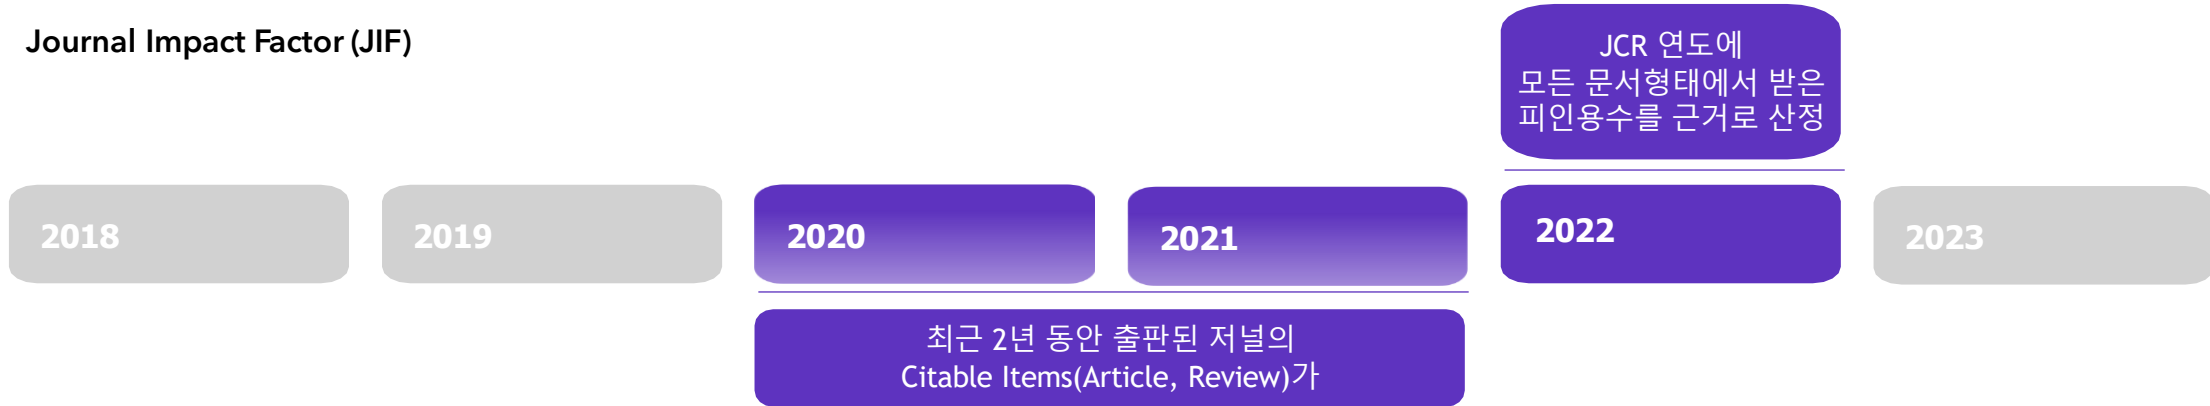 Journal Impact Factor (JIF)
JCR 연도에
모든 문서형태에서 받은
피인용수를 근거로 산정
2018
2019
2020
2021
2022
2023
최근 2년 동안 출판된 저널의
Citable Items(Article, Review)가